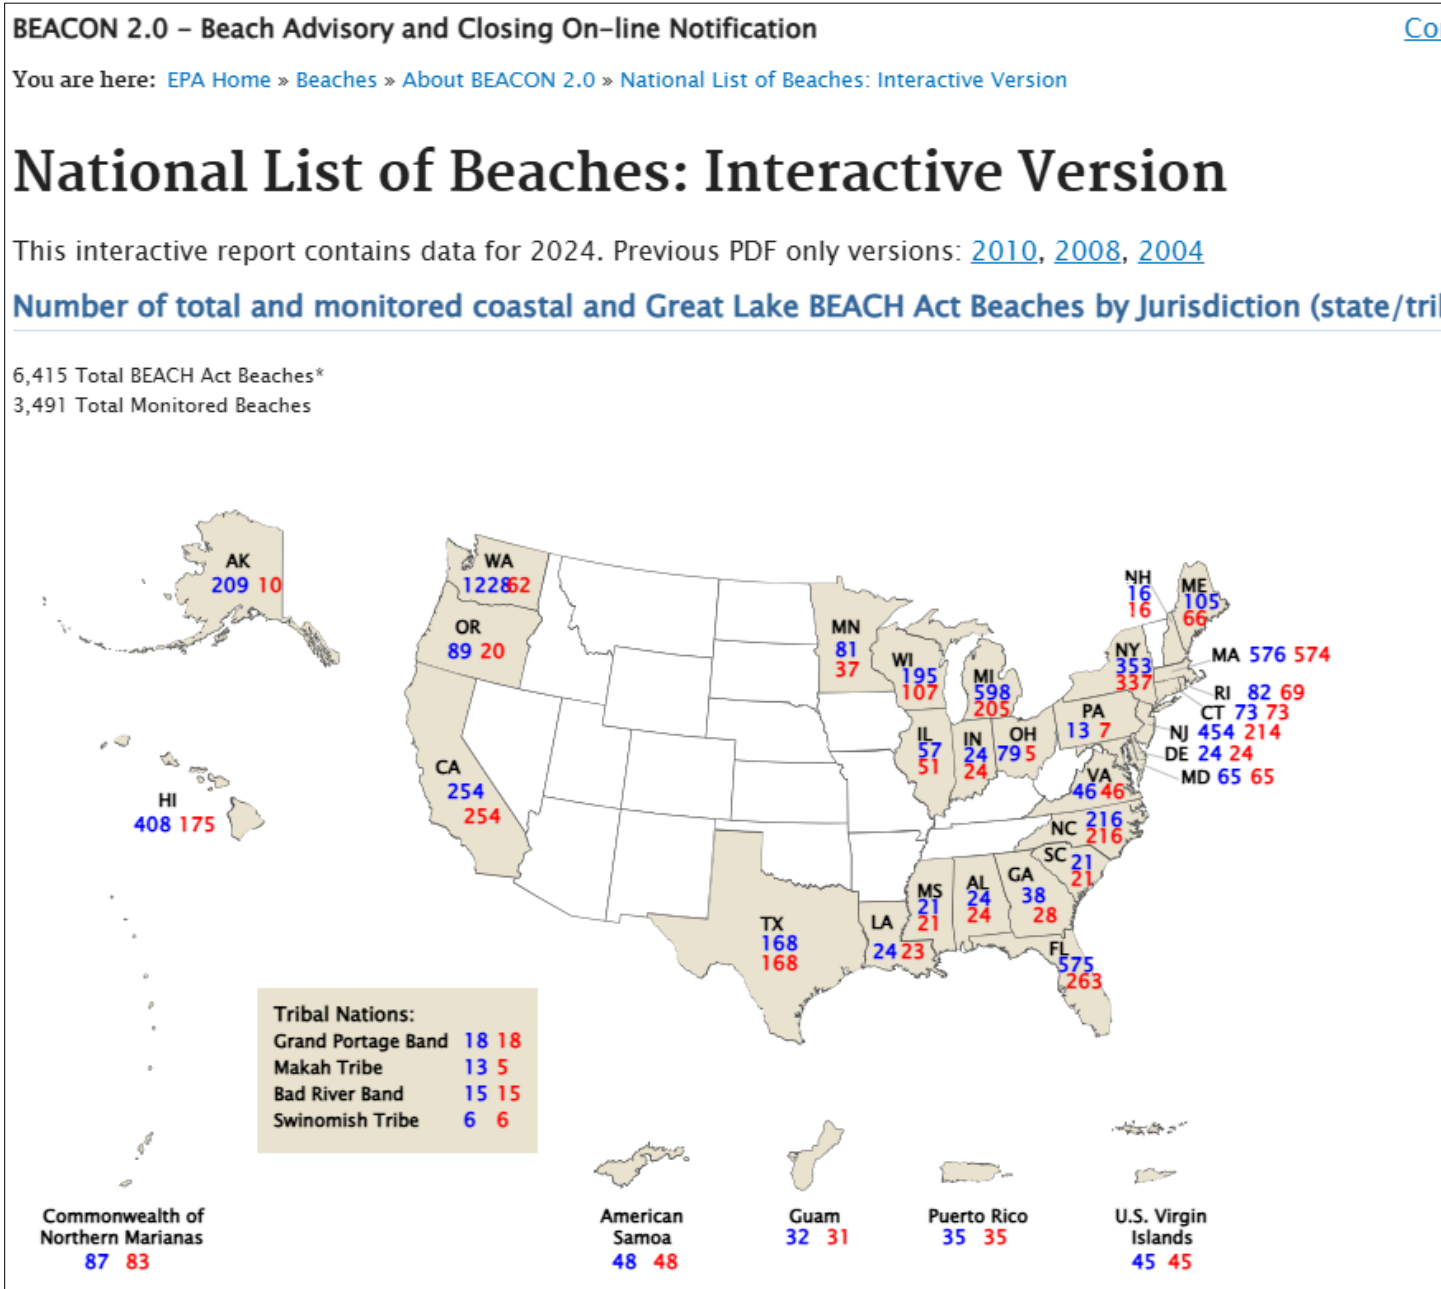 BEACON 2.0 – Beach Advisory and Closing On-line Notification
You are here: EPA Home » Beaches » About BEACON 2.0 » National List of Beaches: Interactive Version
National List of Beaches: Interactive Version
This interactive report contains data for 2024. Previous PDF only versions: 2010, 2008, 2004
Number of total and monitored coastal and Great Lake BEACH Act Beaches by Jurisdiction (state/
6,415 Total BEACH Act Beaches*
3,491 Total Monitored Beaches
AK
209 10
WA
1228 62
OR
89 20
CA
254
254
HI
408 175
MN
81
37
WI
195
107
MI
598
205
IL
57
51
IN
24
24
OH
79 5
PA
13 7
NY
353
337
NH
16
16
ME
105
66
MA 576 574
RI 82 69
CT 73 73
NJ 454 214
DE 24 24
MD 65 65
VA
46 46
NC 216
216
SC 21
21
GA
38
28
AL
24
24
MS
21
21
LA
24 23
TX
168
168
FL
575
263
Tribal Nations:
Grand Portage Band 18 18
Makah Tribe 13 5
Bad River Band 15 15
Swinomish Tribe 6 6
Commonwealth of
Northern Marianas
87 83
American
Samoa
48 48
Guam
32 31
Puerto Rico
35 35
U.S. Virgin
Islands
45 45